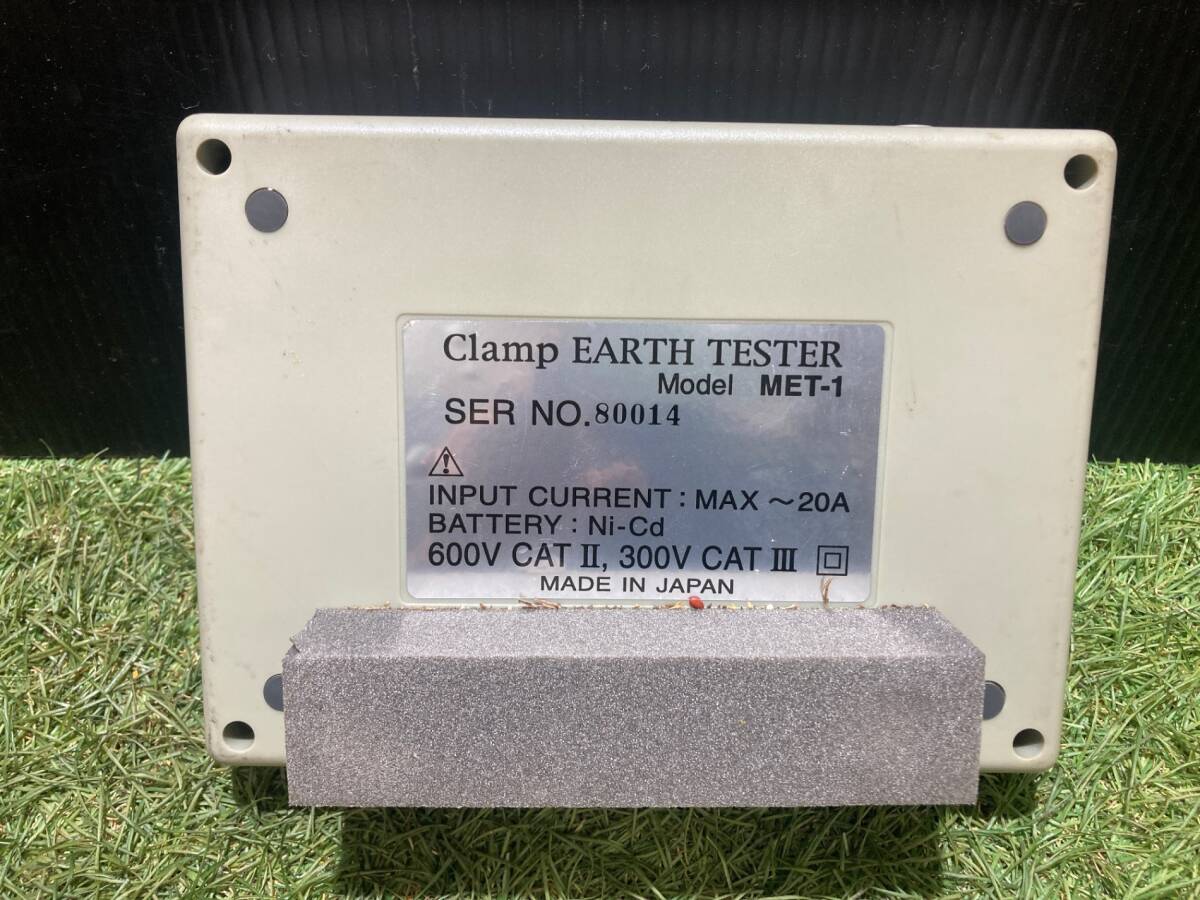 Clamp EARTH TESTER
Model MET-1
SER NO. 80014
INPUT CURRENT : MAX ～20A
BATTERY : Ni-Cd
600V CAT II, 300V CAT III
MADE IN JAPAN